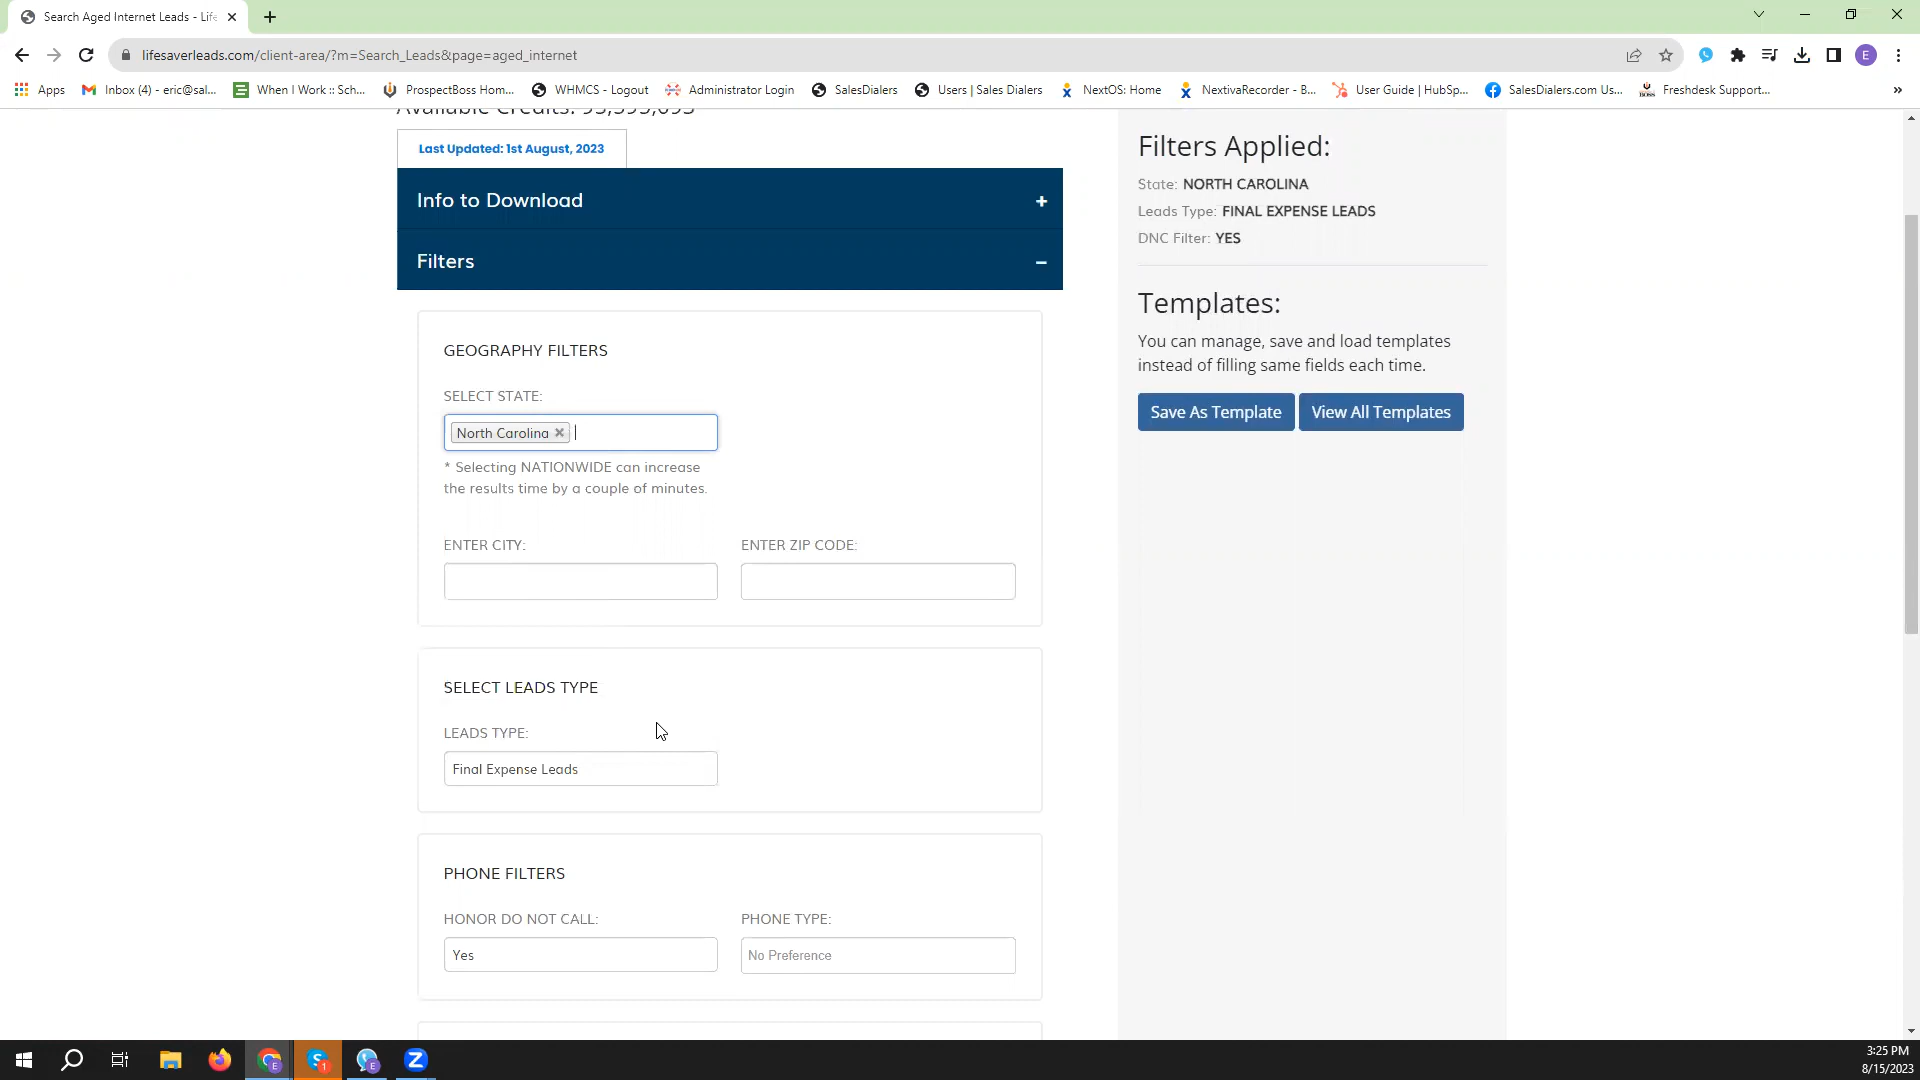 Search Aged Internet Leads - Life
lifesaverleads.com/client-area/?m=Search_Leads&page=aged_internet
E
Apps
Inbox (4) - eric@sal...
When I Work :: Sch...
ProspectBoss Hom...
WHMCS - Logout
Administrator Login
SalesDialers
Users | Sales Dialers
NextOS: Home
NextivaRecorder - B...
User Guide | HubSp...
SalesDialers.com Us...
Freshdesk Support...
»
Available Credits: 95,595,095
Last Updated: 1st August, 2023
Info to Download
+
Filters
–
GEOGRAPHY FILTERS
SELECT STATE:
North Carolina ×
* Selecting NATIONWIDE can increase
the results time by a couple of minutes.
ENTER CITY:
ENTER ZIP CODE:
SELECT LEADS TYPE
LEADS TYPE:
Final Expense Leads
PHONE FILTERS
HONOR DO NOT CALL:
PHONE TYPE:
Yes
No Preference
Filters Applied:
State: NORTH CAROLINA
Leads Type: FINAL EXPENSE LEADS
DNC Filter: YES
Templates:
You can manage, save and load templates
instead of filling same fields each time.
Save As Template
View All Templates
3:25 PM
8/15/2023